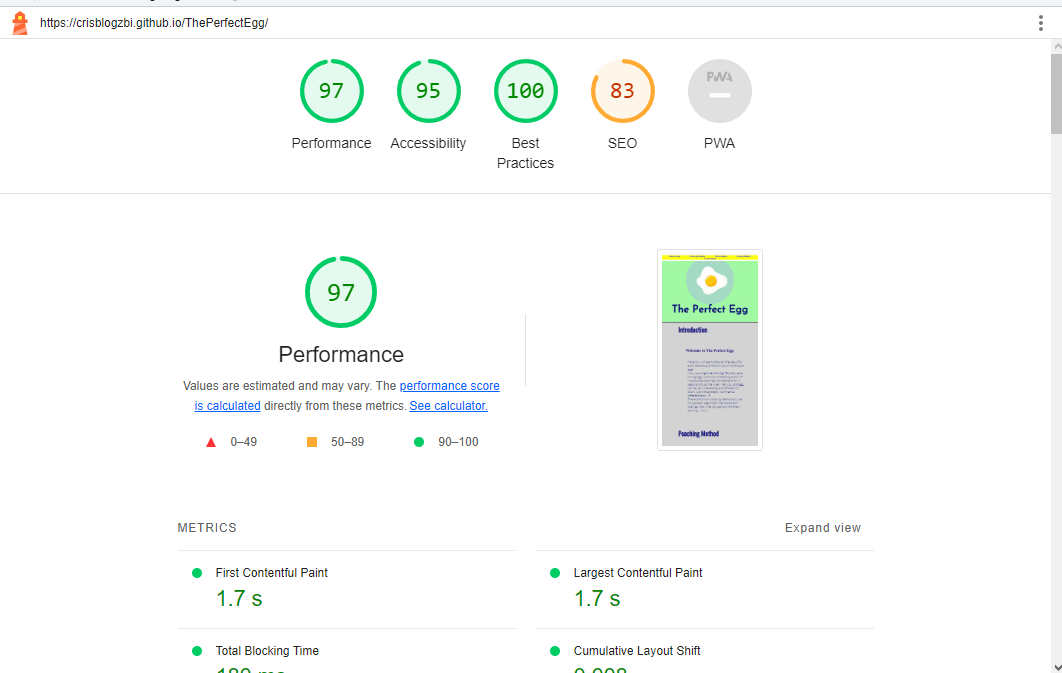 https://crisblogzbi.github.io/ThePerfectEgg/
97
95
100
83
PWA
Performance
Accessibility
Best
Practices
SEO
PWA
97
Performance
Values are estimated and may vary. The performance score
is calculated directly from these metrics. See calculator.
0–49
50–89
90–100
The Perfect Egg
Introduction
Welcome to The Perfect Egg
Poaching Method
METRICS
Expand view
First Contentful Paint
1.7 s
Largest Contentful Paint
1.7 s
Total Blocking Time
Cumulative Layout Shift